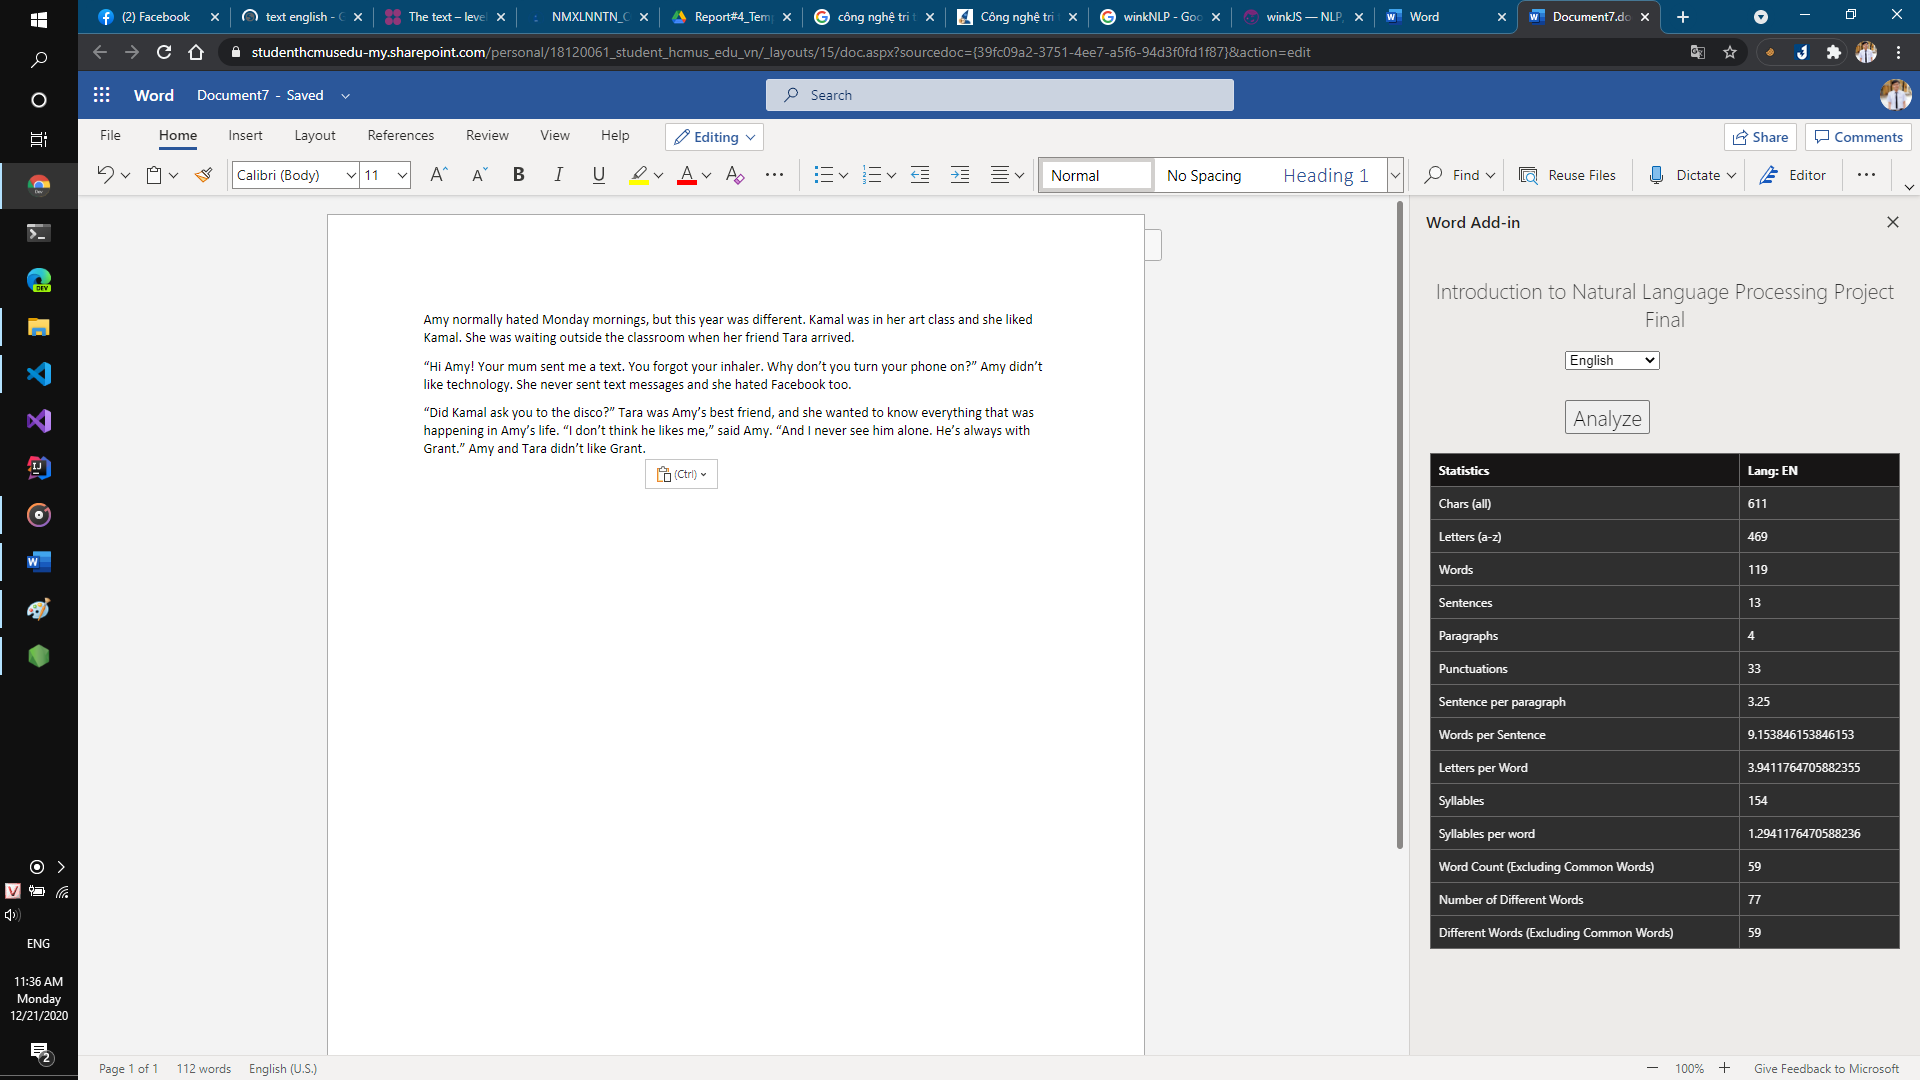 (2) Facebook
text english - G
The text – level
NMXLNNTN_C
Report#4_Temp
công nghệ tri t
Công nghệ tri t
winkNLP - Goo
winkJS — NLP,
Word
Document7.do
studenthcmusedu-my.sharepoint.com/personal/18120061_student_hcmus_edu_vn/_layouts/15/doc.aspx?sourcedoc={39fc09a2-3751-4ee7-a5f6-94d3f0fd1f87}&action=edit
Word Document7 - Saved
Search
File Home Insert Layout References Review View Help Editing Share Comments
Calibri (Body) 11 B I U Normal No Spacing Heading 1 Find Reuse Files Dictate Editor
Amy normally hated Monday mornings, but this year was different. Kamal was in her art class and she liked
Kamal. She was waiting outside the classroom when her friend Tara arrived.
“Hi Amy! Your mum sent me a text. You forgot your inhaler. Why don’t you turn your phone on?” Amy didn’t
like technology. She never sent text messages and she hated Facebook too.
“Did Kamal ask you to the disco?” Tara was Amy’s best friend, and she wanted to know everything that was
happening in Amy’s life. “I don’t think he likes me,” said Amy. “And I never see him alone. He’s always with
Grant.” Amy and Tara didn’t like Grant.
(Ctrl)
Word Add-in
Introduction to Natural Language Processing Project
Final
English
Analyze
Statistics Lang: EN
Chars (all) 611
Letters (a-z) 469
Words 119
Sentences 13
Paragraphs 4
Punctuations 33
Sentence per paragraph 3.25
Words per Sentence 9.153846153846153
Letters per Word 3.9411764705882355
Syllables 154
Syllables per word 1.2941176470588236
Word Count (Excluding Common Words) 59
Number of Different Words 77
Different Words (Excluding Common Words) 59
ENG
11:36 AM
Monday
12/21/2020
2
Page 1 of 1 112 words English (U.S.)
100% Give Feedback to Microsoft